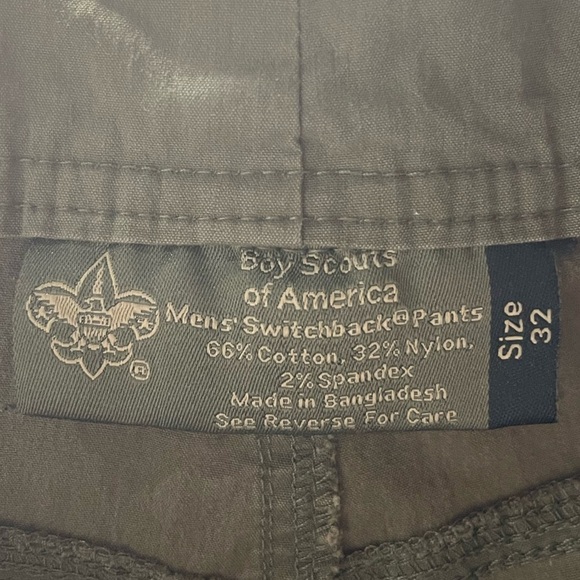 Boy Scouts
of America
Mens' Switchback® Pants
66% Cotton, 32% Nylon,
2% Spandex
Made in Bangladesh
See Reverse For Care
Size
32
®